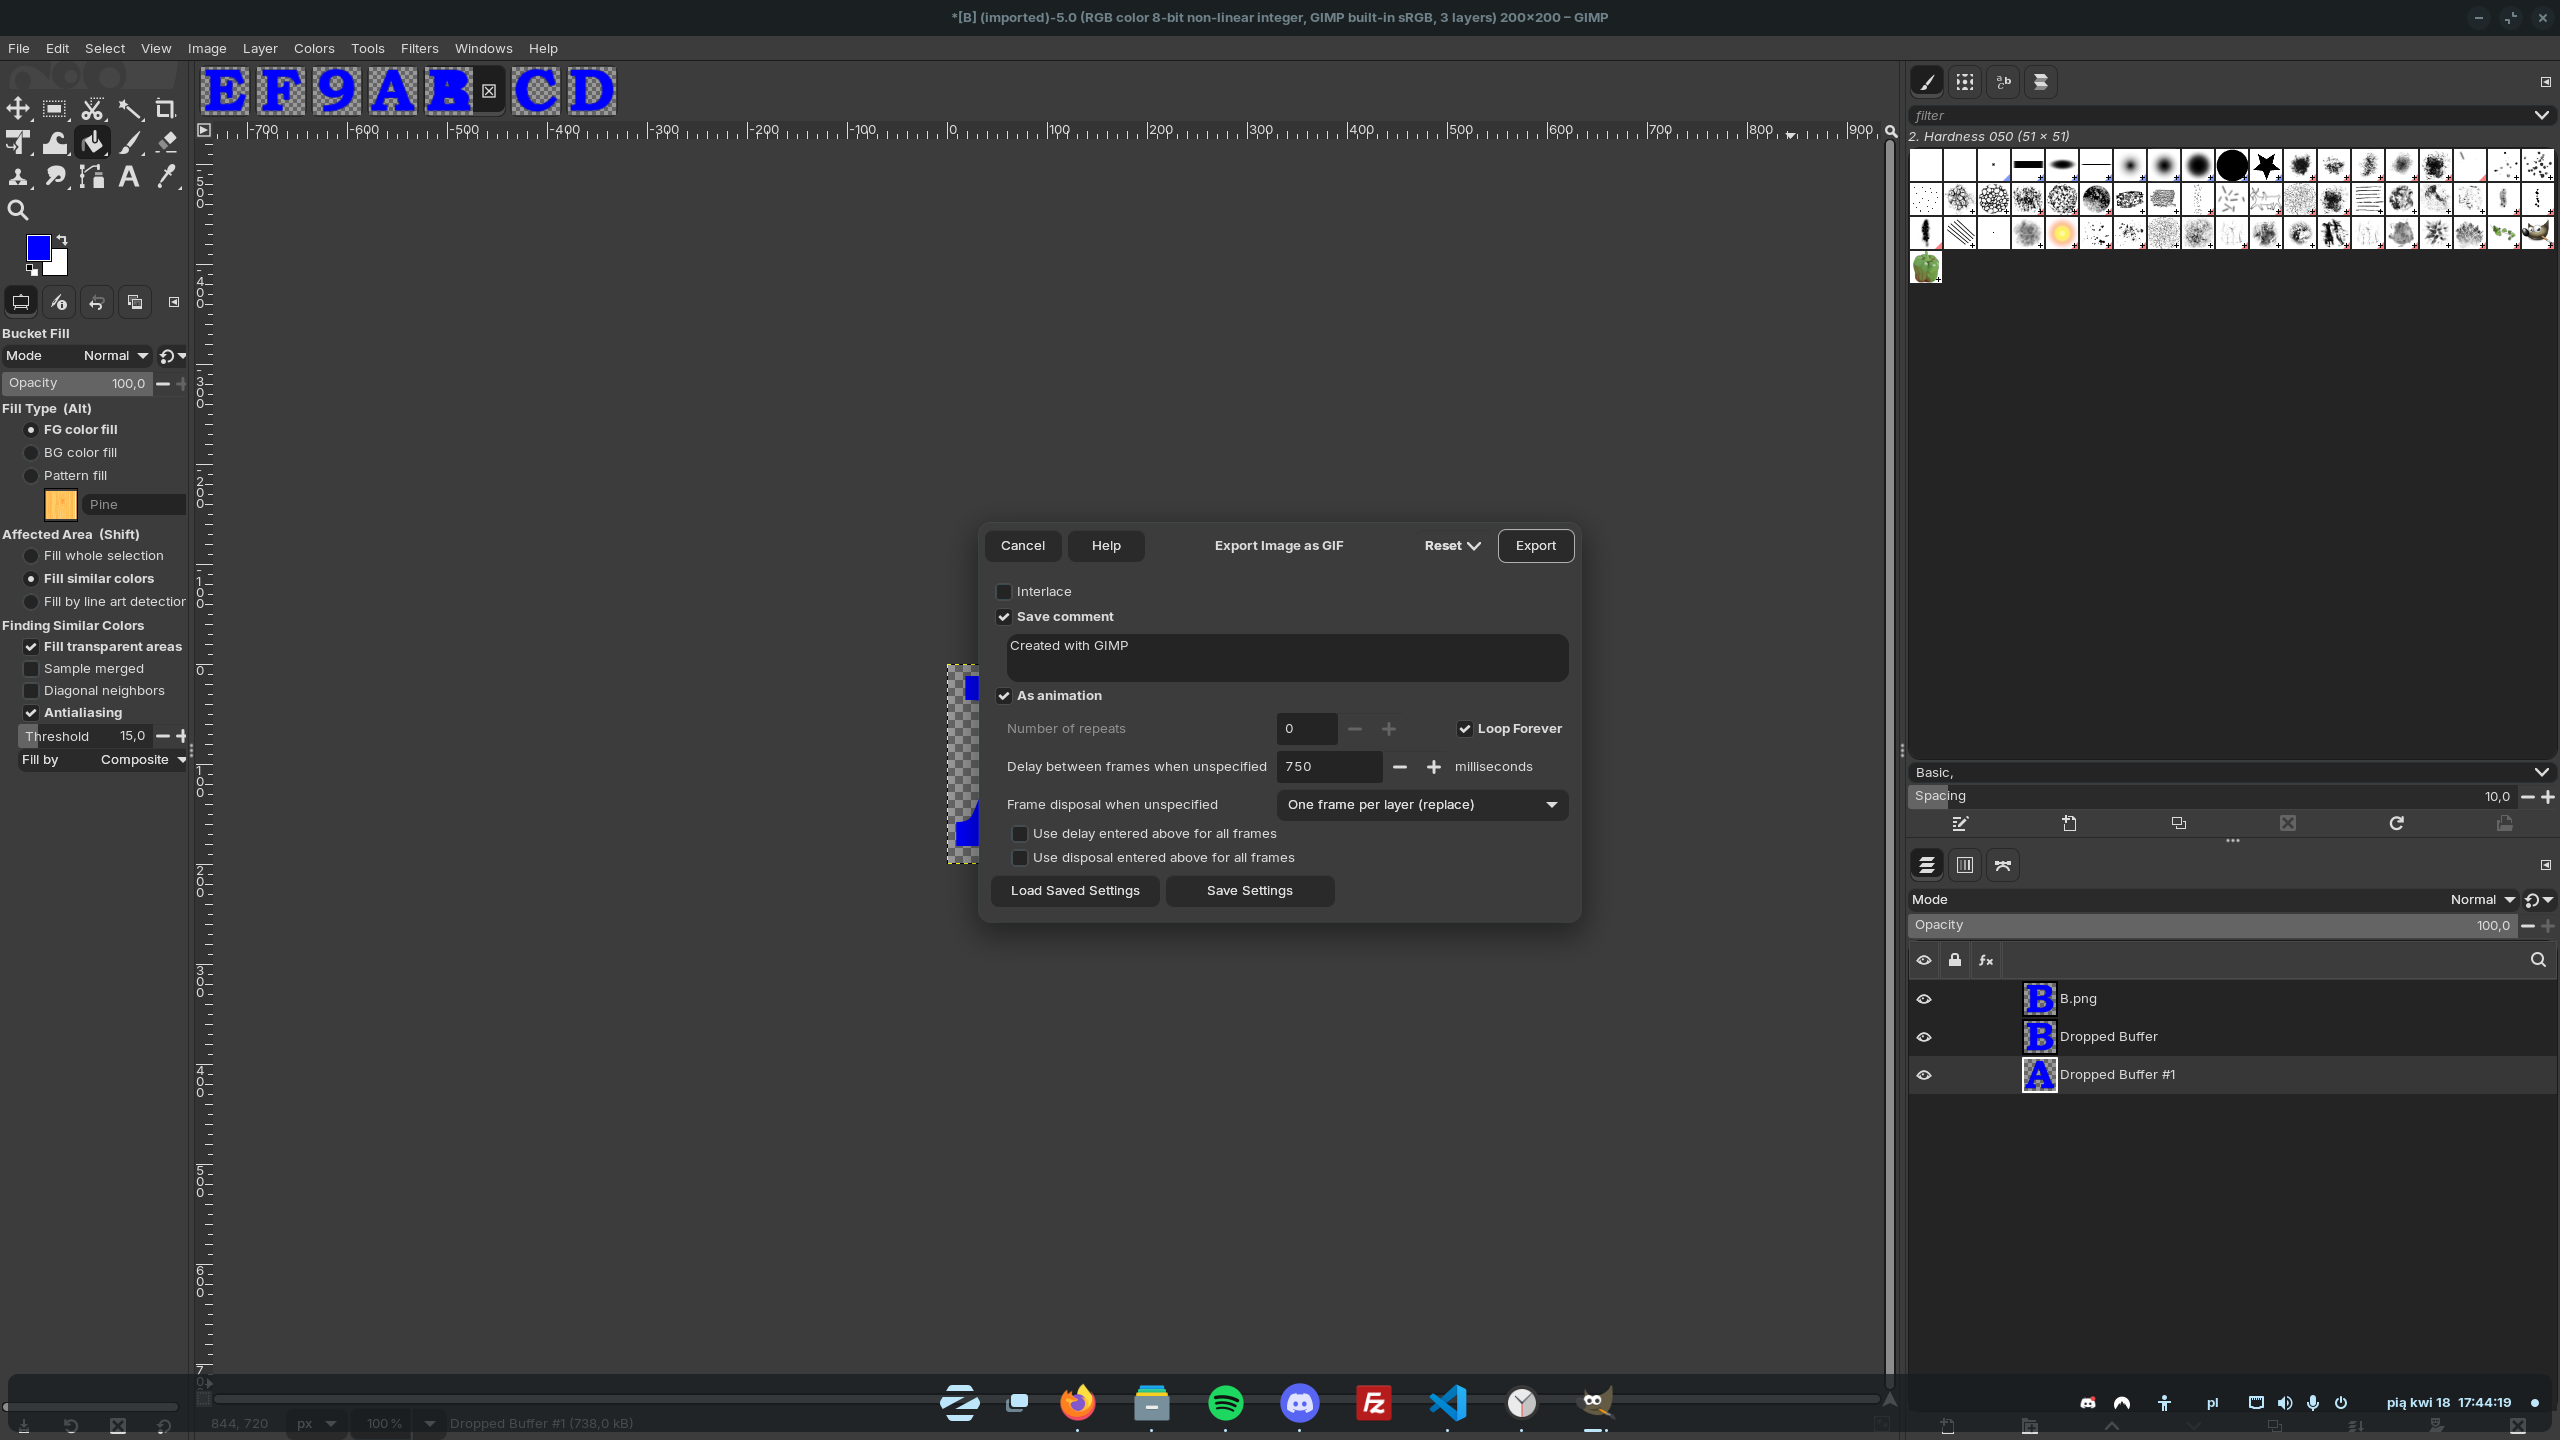 *[B] (imported)-5.0 (RGB color 8-bit non-linear integer, GIMP built-in sRGB, 3 layers) 200×200 – GIMP
File Edit Select View Image Layer Colors Tools Filters Windows Help
E F 9 A B C D
-700 -600 -500 -400 -300 -200 -100 0 100 200 300 400 500 600 700 800 900
filter
2. Hardness 050 (51 × 51)
Bucket Fill
Mode Normal
Opacity 100,0
Fill Type (Alt)
FG color fill
BG color fill
Pattern fill
Pine
Affected Area (Shift)
Fill whole selection
Fill similar colors
Fill by line art detection
Finding Similar Colors
Fill transparent areas
Sample merged
Diagonal neighbors
Antialiasing
Threshold 15,0
Fill by Composite
Cancel Help Export Image as GIF Reset Export
Interlace
Save comment
Created with GIMP
As animation
Number of repeats 0 Loop Forever
Delay between frames when unspecified 750 milliseconds
Frame disposal when unspecified One frame per layer (replace)
Use delay entered above for all frames
Use disposal entered above for all frames
Load Saved Settings Save Settings
Basic,
Spacing 10,0
Mode Normal
Opacity 100,0
fx
B.png
Dropped Buffer
Dropped Buffer #1
844, 720 px 100 % Dropped Buffer #1 (738,0 kB)
pl pią kwi 18 17:44:19